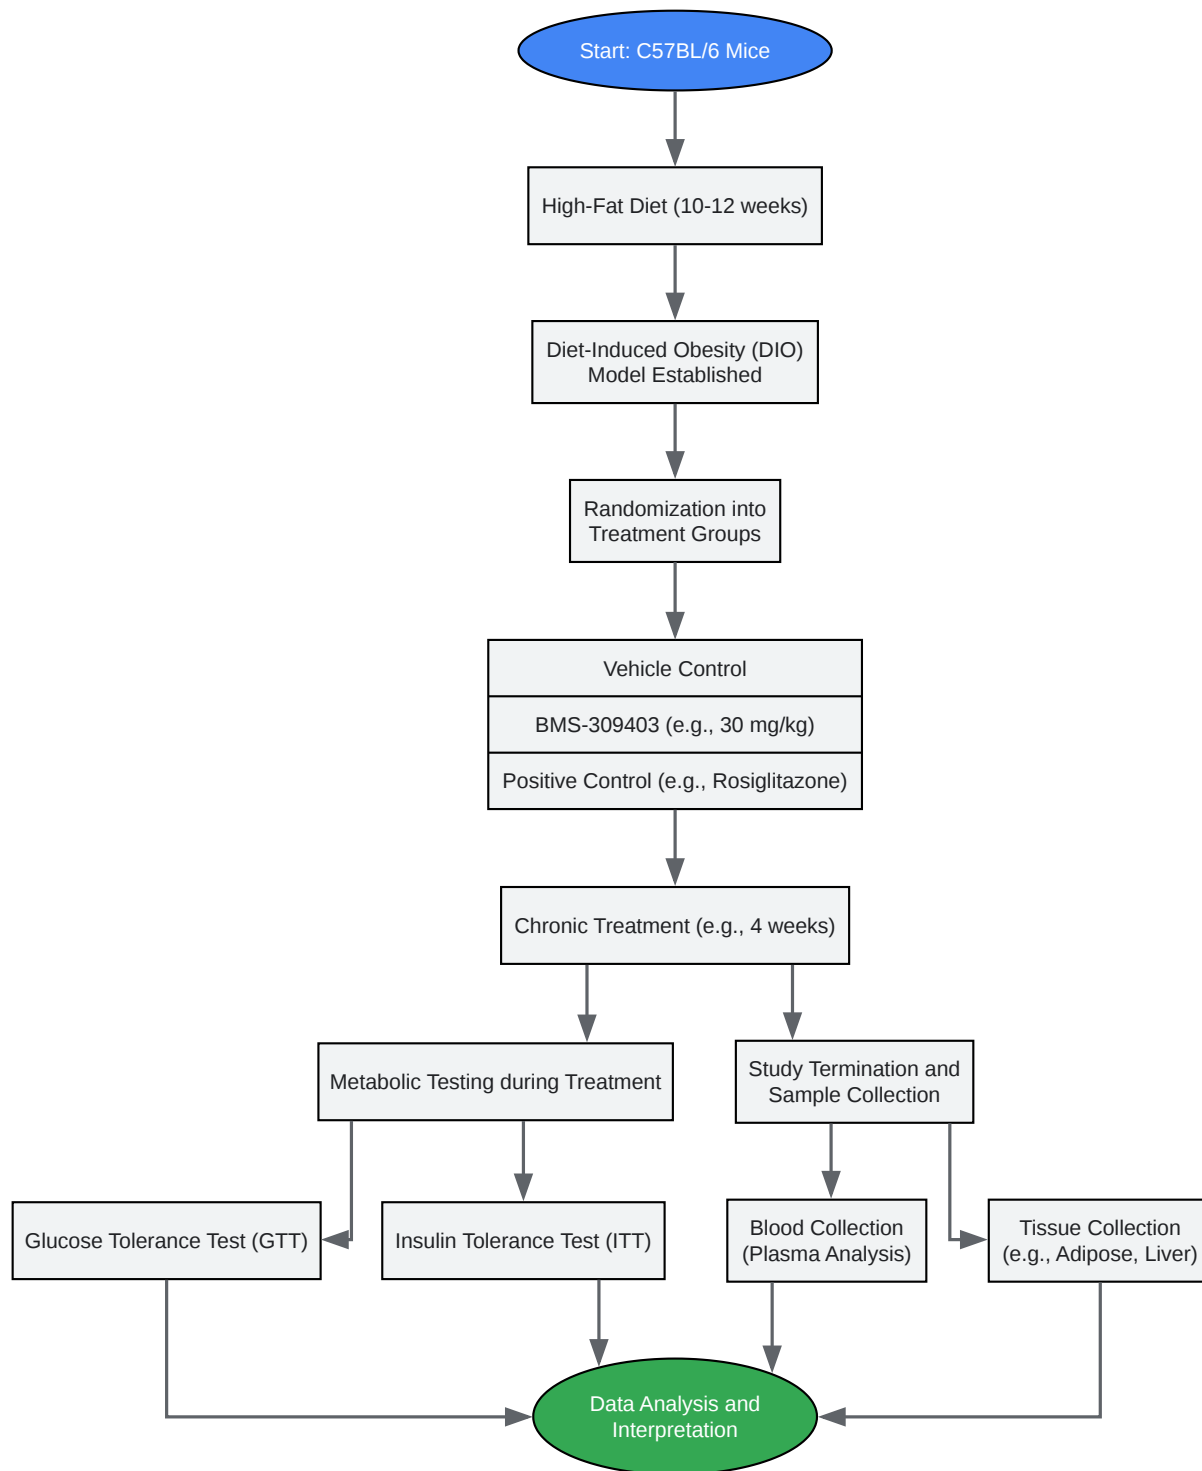 Start: C57BL/6 Mice
High-Fat Diet (10-12 weeks)
Diet-Induced Obesity (DIO)
Model Established
Randomization into
Treatment Groups
Vehicle Control
BMS-309403 (e.g., 30 mg/kg)
Positive Control (e.g., Rosiglitazone)
Chronic Treatment (e.g., 4 weeks)
Metabolic Testing during Treatment
Study Termination and
Sample Collection
Glucose Tolerance Test (GTT)
Insulin Tolerance Test (ITT)
Blood Collection
(Plasma Analysis)
Tissue Collection
(e.g., Adipose, Liver)
Data Analysis and
Interpretation